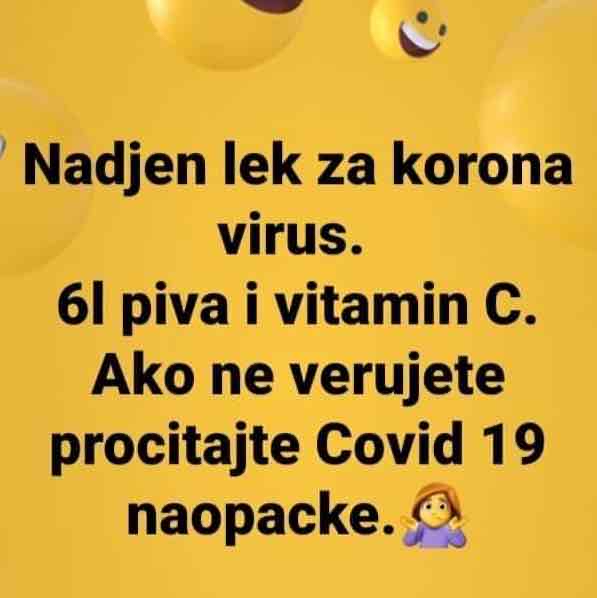 Nadjen lek za korona
virus.
6l piva i vitamin C.
Ako ne verujete
procitajte Covid 19
naopacke.